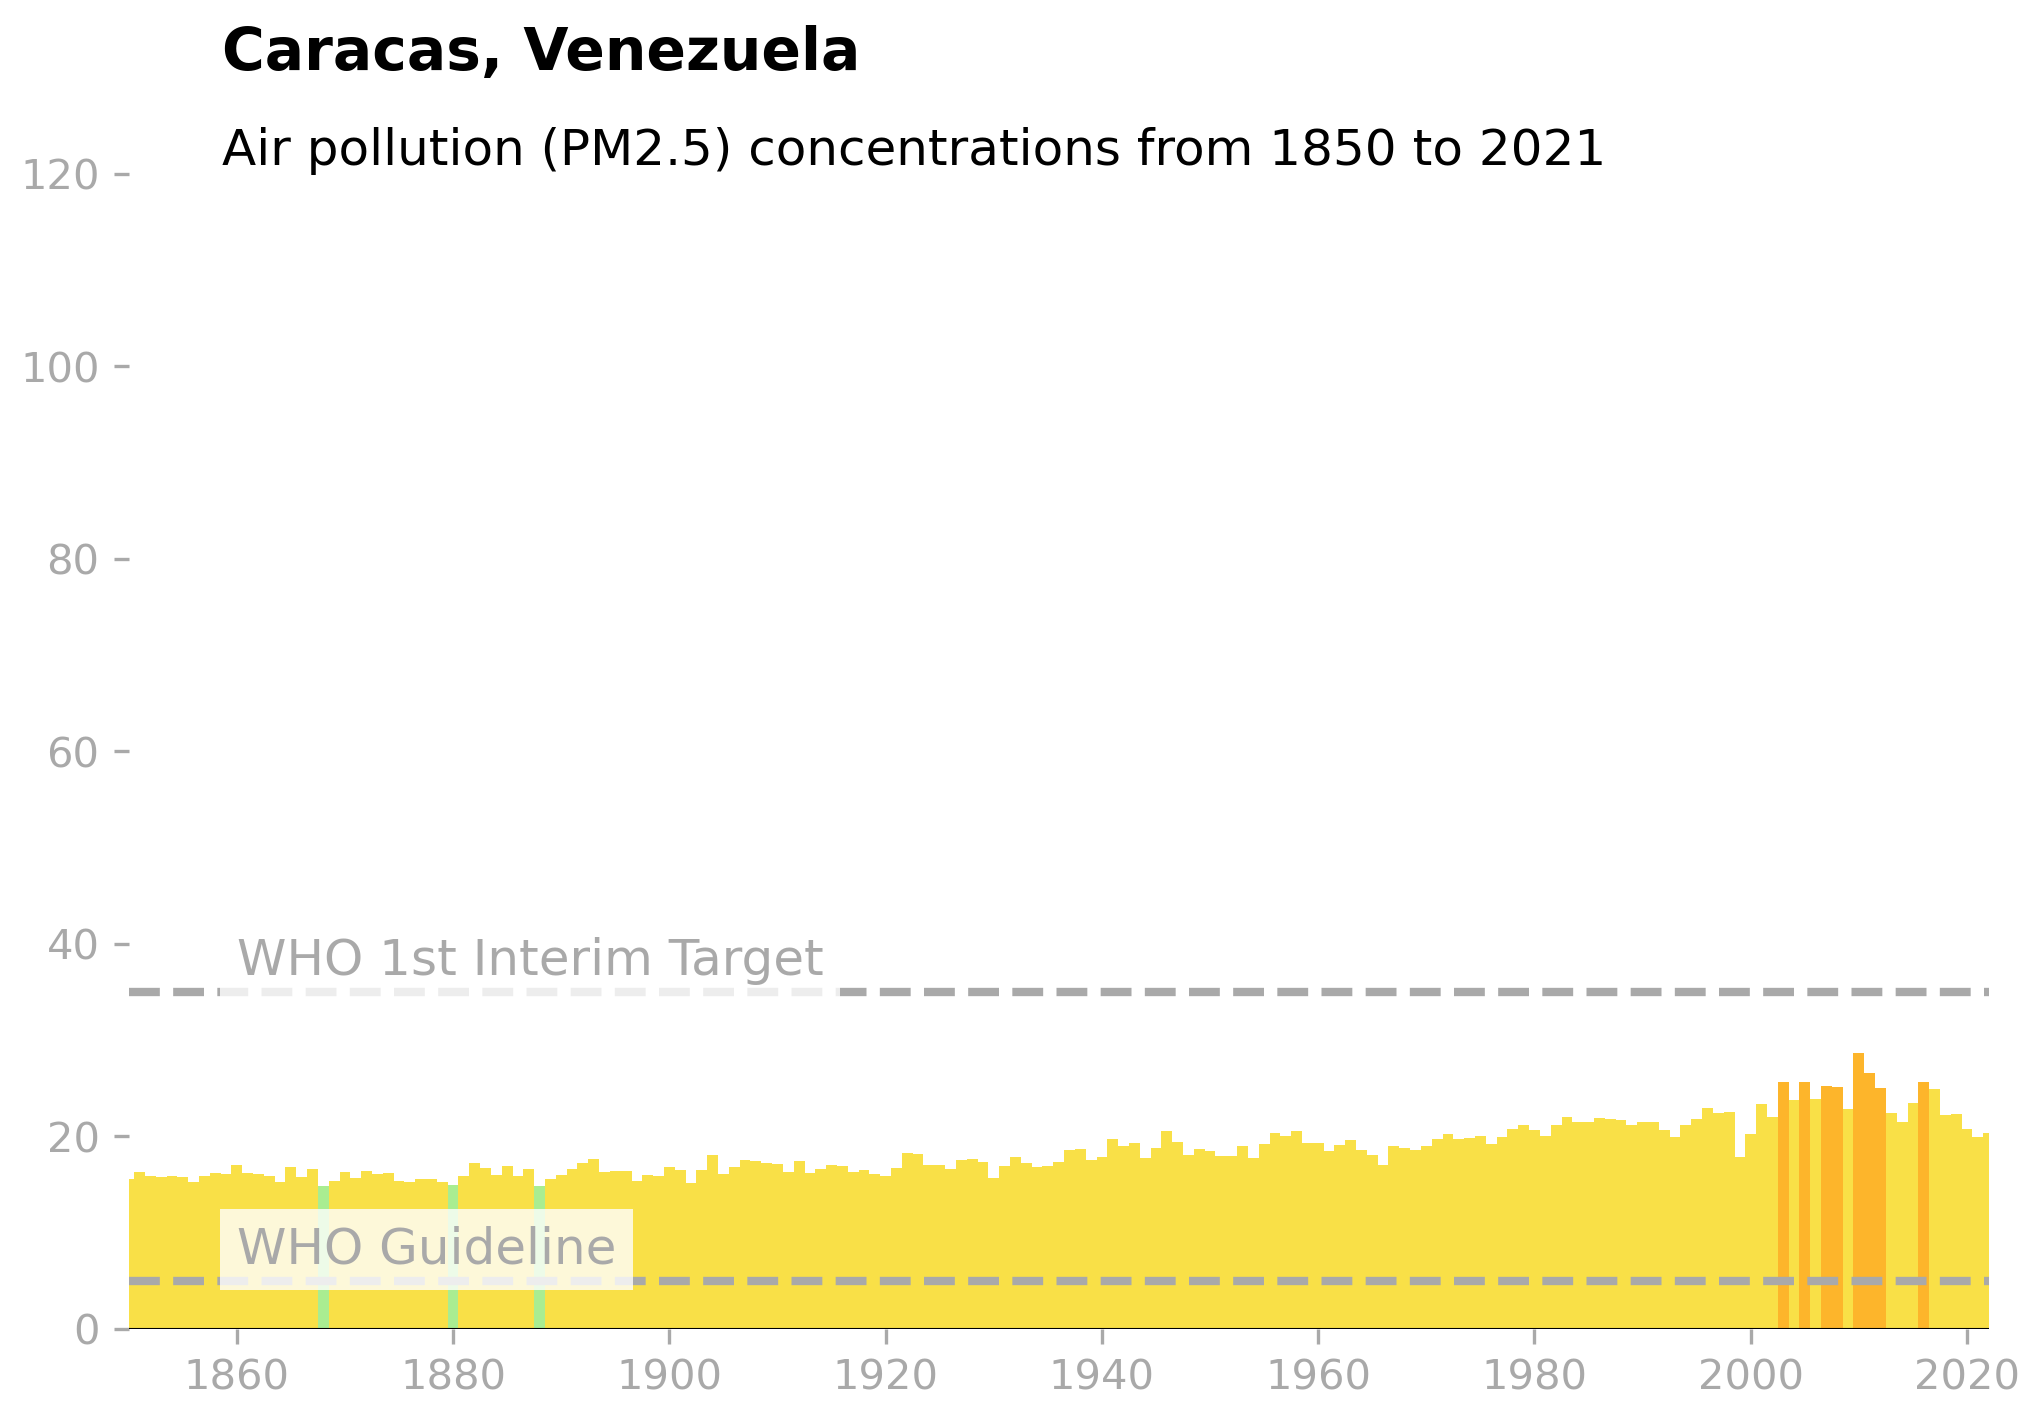 Caracas, Venezuela
Air pollution (PM2.5) concentrations from 1850 to 2021
120
100
80
60
40
WHO 1st Interim Target
20
WHO Guideline
0
1860 1880 1900 1920 1940 1960 1980 2000 2020